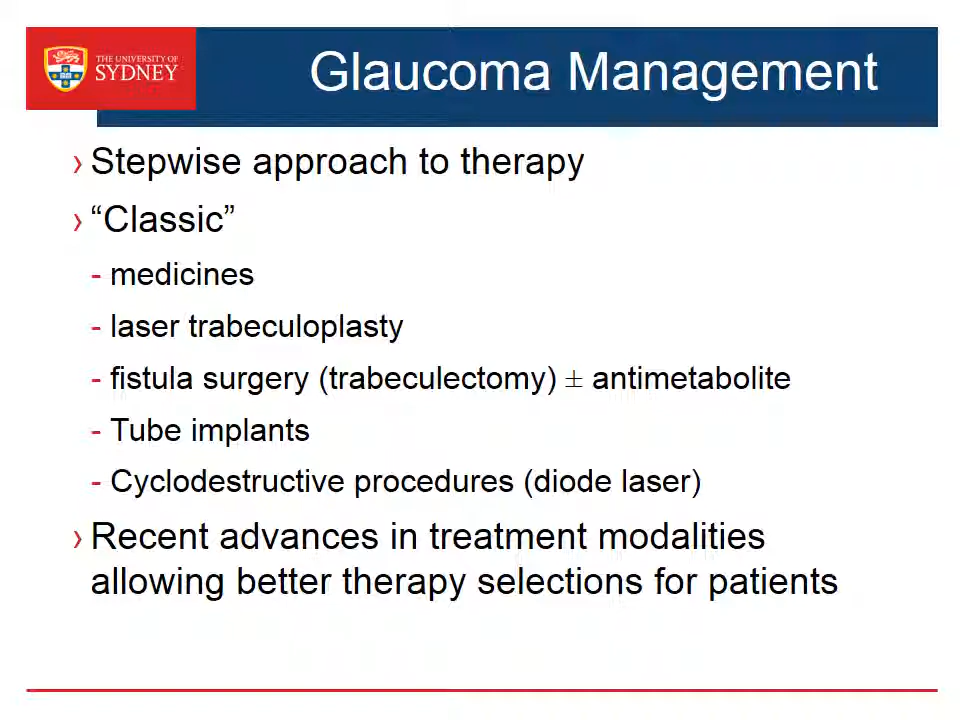 THE UNIVERSITY OF
SYDNEY
Glaucoma Management
› Stepwise approach to therapy
› “Classic”
- medicines
- laser trabeculoplasty
- fistula surgery (trabeculectomy) ± antimetabolite
- Tube implants
- Cyclodestructive procedures (diode laser)
› Recent advances in treatment modalities
allowing better therapy selections for patients